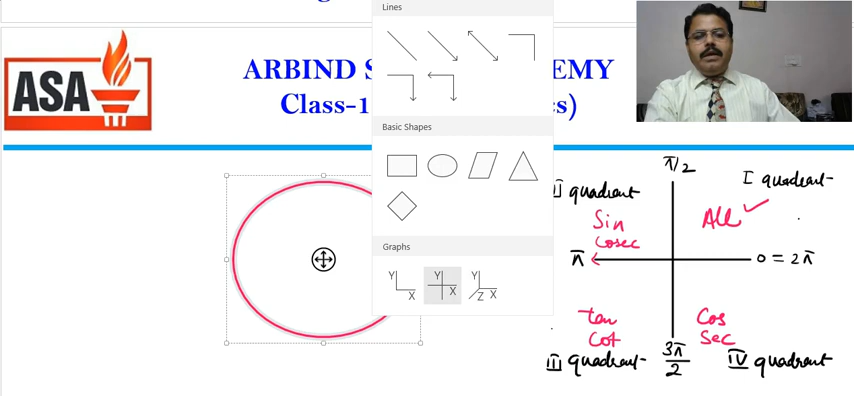 Lines
ASA
ARBIND S EMY
Class-1 s)
Basic Shapes
Graphs
Y
X
Y
X
Y
Z X
π/2
II quadrant
I quadrant
Sin
Cosec
All ✓
π
0 = 2π
tan
Cot
Cos
Sec
III quadrant
3π/2
IV quadrant